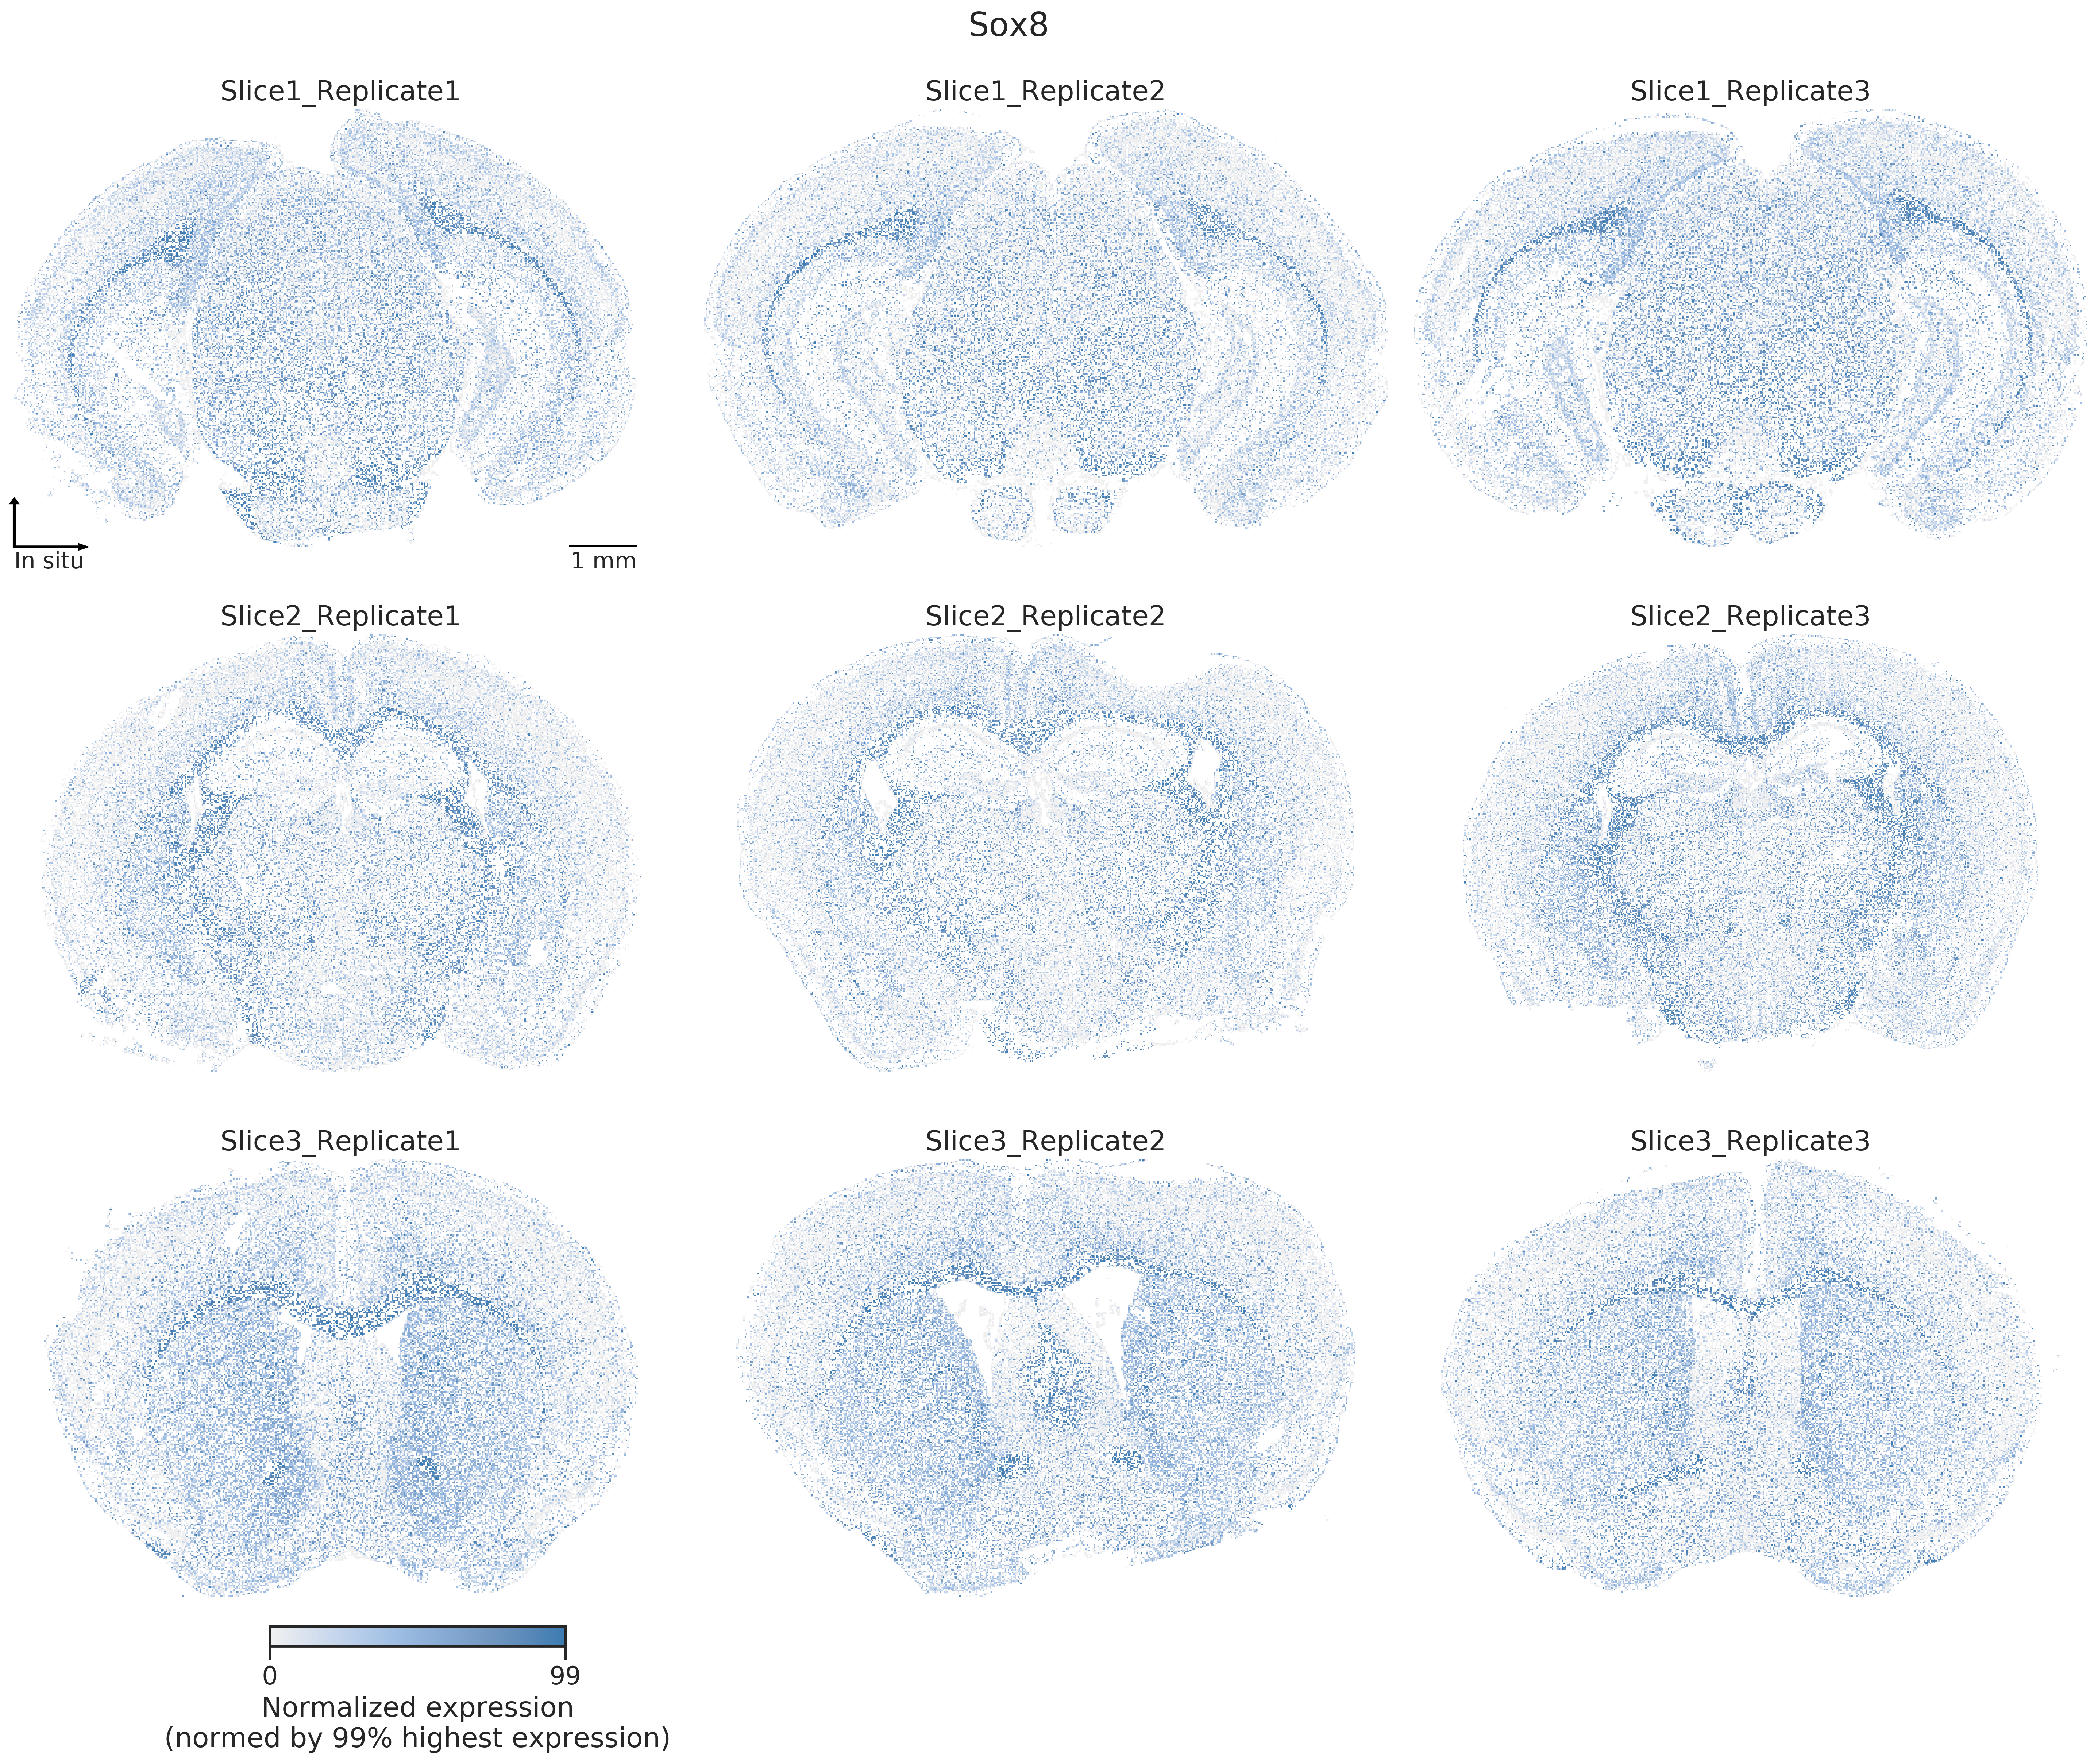 Sox8
Slice1_Replicate1
Slice1_Replicate2
Slice1_Replicate3
In situ
1 mm
Slice2_Replicate1
Slice2_Replicate2
Slice2_Replicate3
Slice3_Replicate1
Slice3_Replicate2
Slice3_Replicate3
0
99
Normalized expression
(normed by 99% highest expression)